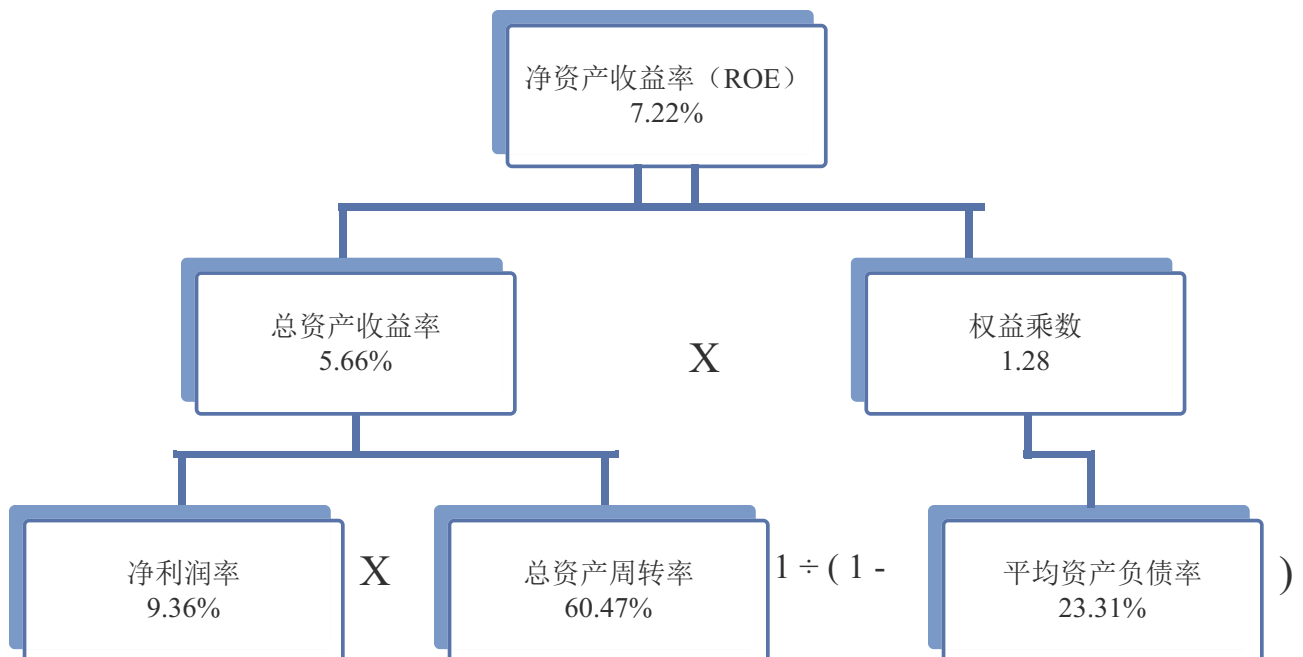 净资产收益率（ROE）
7.22%
总资产收益率
5.66%
X
权益乘数
1.28
净利润率
9.36%
X
总资产周转率
60.47%
1 ÷ ( 1 -
平均资产负债率
23.31%
)